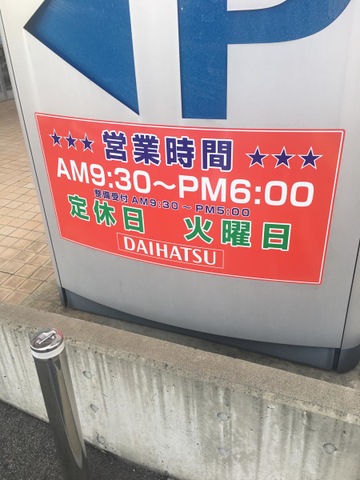 P
★★★ 営業時間 ★★★
AM9:30～PM6:00
整備受付 AM9:30～PM5:00
定休日 火曜日
DAIHATSU